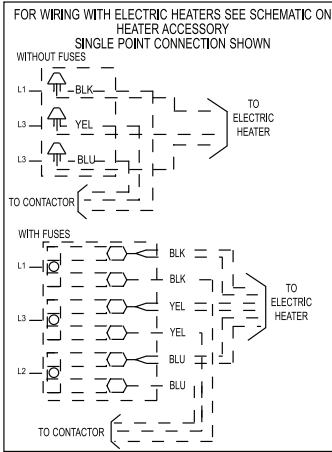 FOR WIRING WITH ELECTRIC HEATERS SEE SCHEMATIC ON
HEATER ACCESSORY
SINGLE POINT CONNECTION SHOWN
WITHOUT FUSES
L1
BLK
L3
YEL
L3
BLU
TO
ELECTRIC
HEATER
TO CONTACTOR
WITH FUSES
L1
BLK
BLK
L3
YEL
YEL
L2
BLU
BLU
TO
ELECTRIC
HEATER
TO CONTACTOR